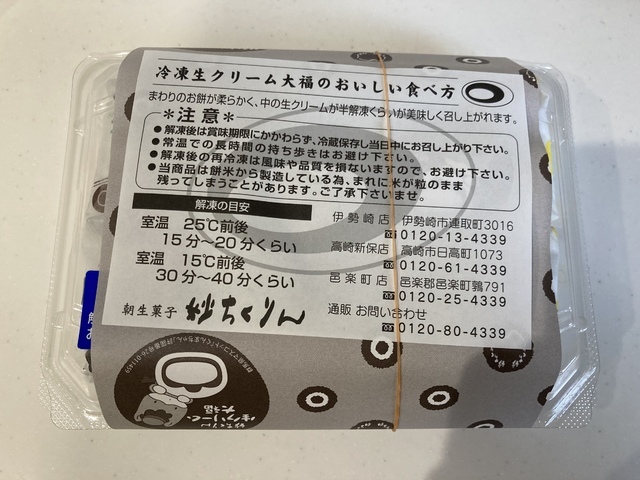 冷凍生クリーム大福のおいしい食べ方
まわりのお餅が柔らかく、中の生クリームが半解凍くらいが美味しく召し上がれます。
＊注意＊
●解凍後は賞味期限にかかわらず、冷蔵保存し当日中にお召し上がり下さい。
●常温での長時間の持ち歩きはお避け下さい。
●解凍後の再冷凍は風味や品質を損ないますので、お避け下さい。
●当商品は餅米から製造している為、まれに米が粒のまま
残ってしまうことがあります。ご了承下さいませ。
解凍の目安
室温 25℃前後
15分～20分くらい
室温 15℃前後
30分～40分くらい
朝生菓子
伊勢崎店 伊勢崎市連取町3016
☎0120-13-4339
高崎新保店 高崎市日高町1073
☎0120-61-4339
邑楽町店 邑楽郡邑楽町鶉791
☎0120-25-4339
通販 お問い合わせ
☎0120-80-4339
生くりーむ
大福